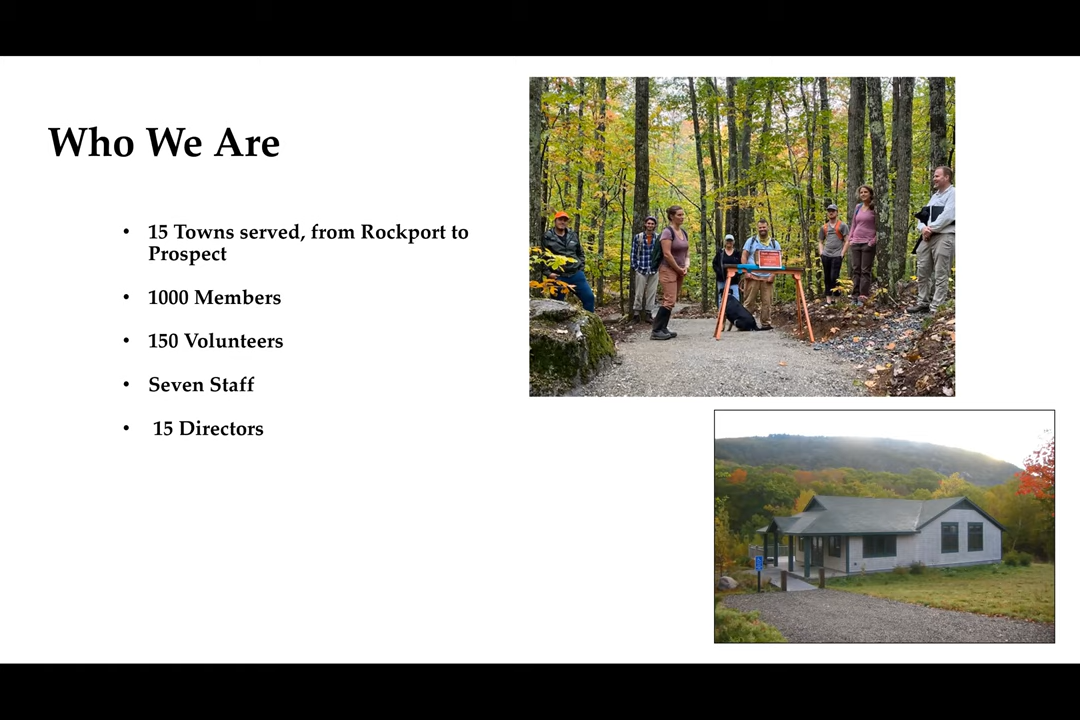 Who We Are
• 15 Towns served, from Rockport to
Prospect
• 1000 Members
• 150 Volunteers
• Seven Staff
• 15 Directors